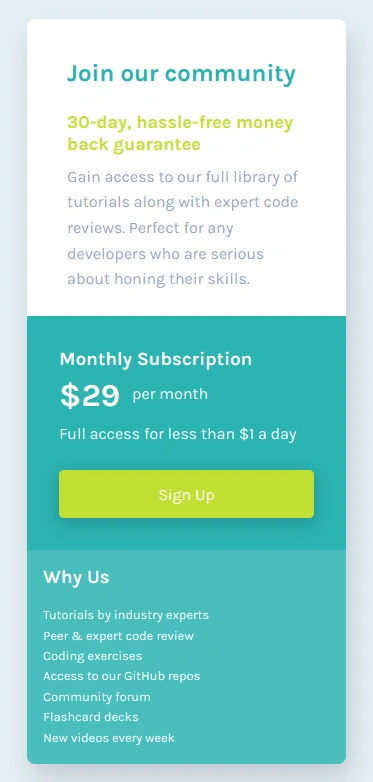 Join our community
30-day, hassle-free money
back guarantee
Gain access to our full library of
tutorials along with expert code
reviews. Perfect for any
developers who are serious
about honing their skills.
Monthly Subscription
$29 per month
Full access for less than $1 a day
Sign Up
Why Us
Tutorials by industry experts
Peer & expert code review
Coding exercises
Access to our GitHub repos
Community forum
Flashcard decks
New videos every week